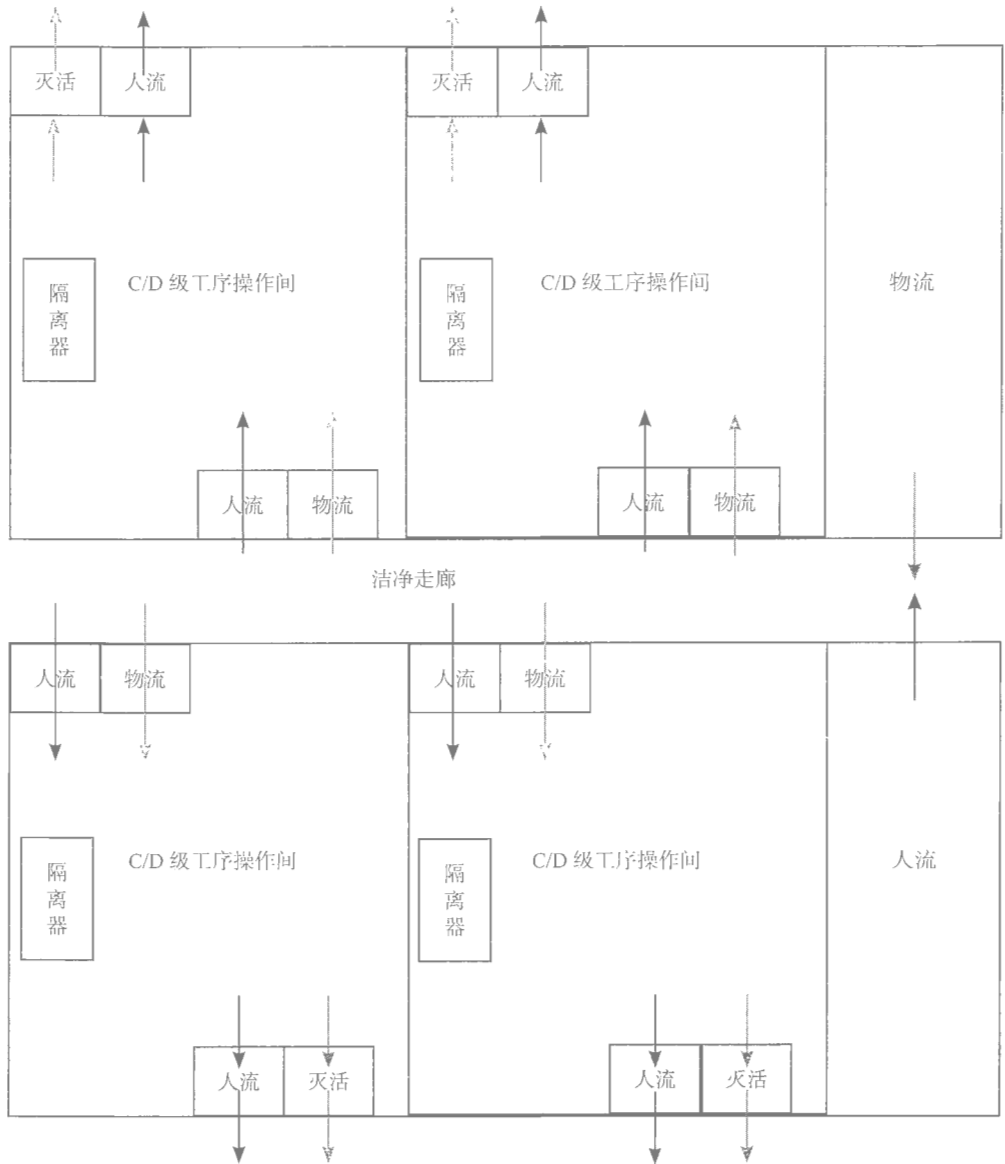 灭活
人流
灭活
人流
C/D 级工序操作间
C/D 级工序操作间
物流
隔
离
器
隔
离
器
人流
物流
人流
物流
洁净走廊
人流
物流
人流
物流
C/D 级工序操作间
C/D 级工序操作间
人流
隔
离
器
隔
离
器
人流
灭活
人流
灭活